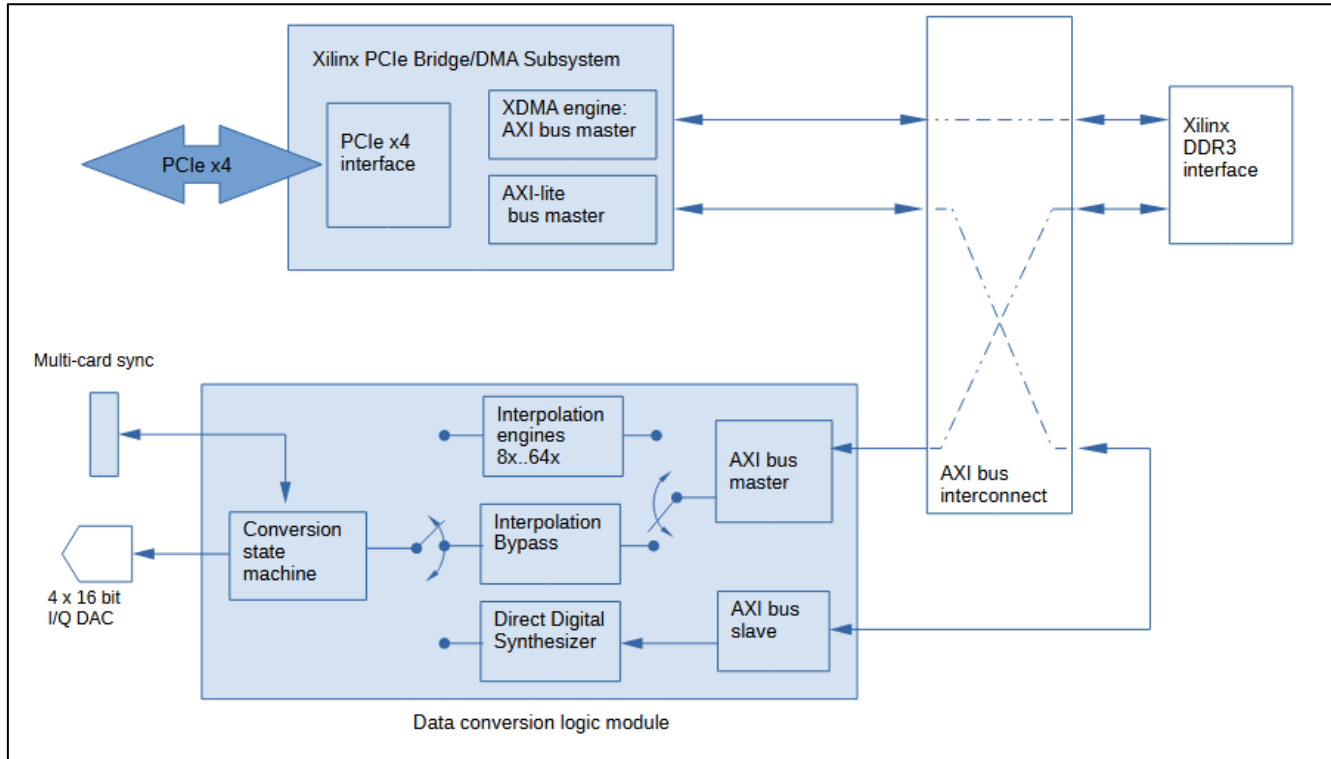 Xilinx PCIe Bridge/DMA Subsystem
PCIe x4
PCIe x4
interface
XDMA engine:
AXI bus master
AXI-lite
bus master
Xilinx
DDR3
interface
AXI bus
interconnect
Multi-card sync
4 x 16 bit
I/Q DAC
Conversion
state
machine
Interpolation
engines
8x..64x
Interpolation
Bypass
Direct Digital
Synthesizer
AXI bus
master
AXI bus
slave
Data conversion logic module